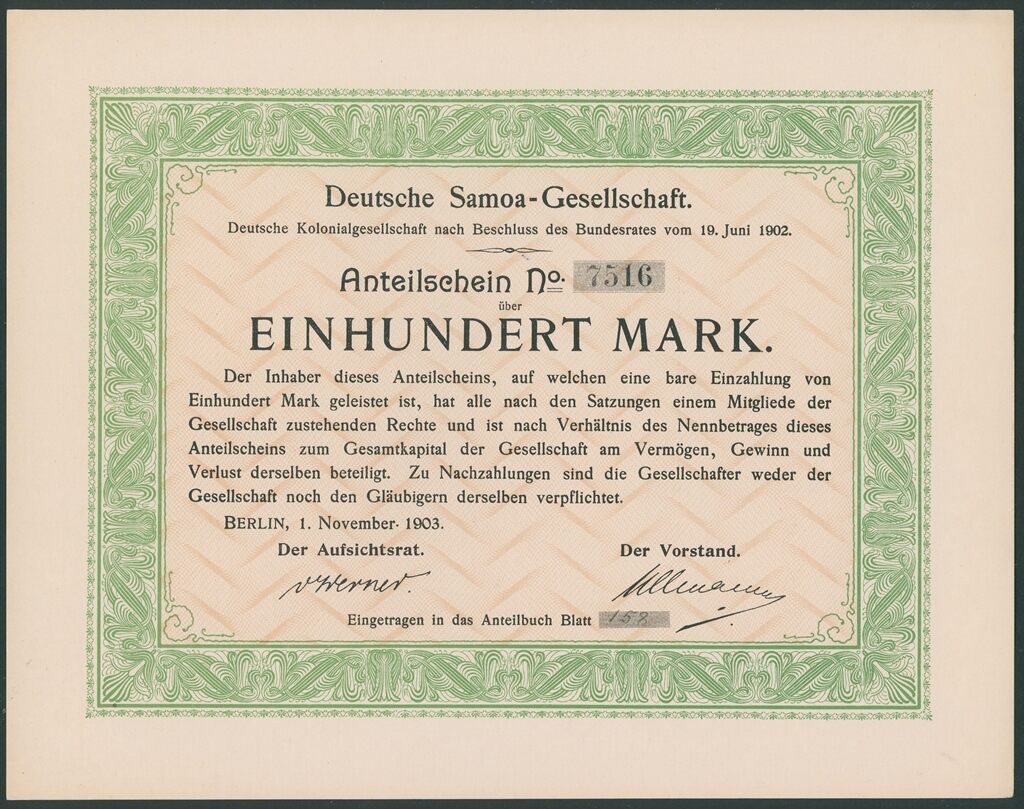 Deutsche Samoa-Gesellschaft.
Deutsche Kolonialgesellschaft nach Beschluss des Bundesrates vom 19. Juni 1902.
Anteilschein No. 7516
über
EINHUNDERT MARK.
Der Inhaber dieses Anteilscheins, auf welchen eine bare Einzahlung von
Einhundert Mark geleistet ist, hat alle nach den Satzungen einem Mitgliede der
Gesellschaft zustehenden Rechte und ist nach Verhältnis des Nennbetrages dieses
Anteilscheins zum Gesamtkapital der Gesellschaft am Vermögen, Gewinn und
Verlust derselben beteiligt. Zu Nachzahlungen sind die Gesellschafter weder der
Gesellschaft noch den Gläubigern derselben verpflichtet.
BERLIN, 1. November 1903.
Der Aufsichtsrat. Der Vorstand.
vWerner.
Eingetragen in das Anteilbuch Blatt 158